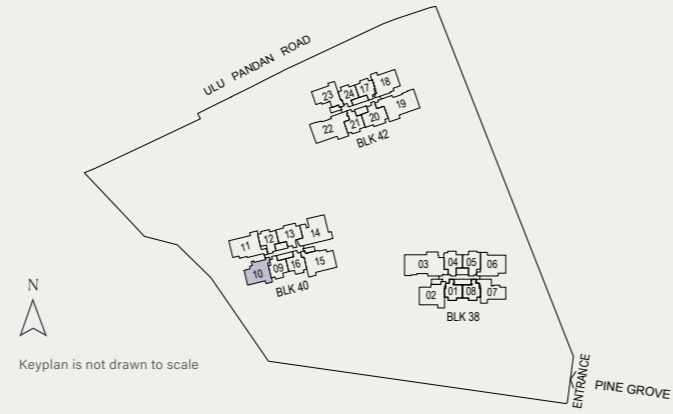 ULU PANDAN ROAD
23 24 17 18
22 21 20 19
BLK 42
11 12 13 14
10 09 16 15
BLK 40
03 04 05 06
02 01 08 07
BLK 38
N
Keyplan is not drawn to scale
ENTRANCE
PINE GROVE